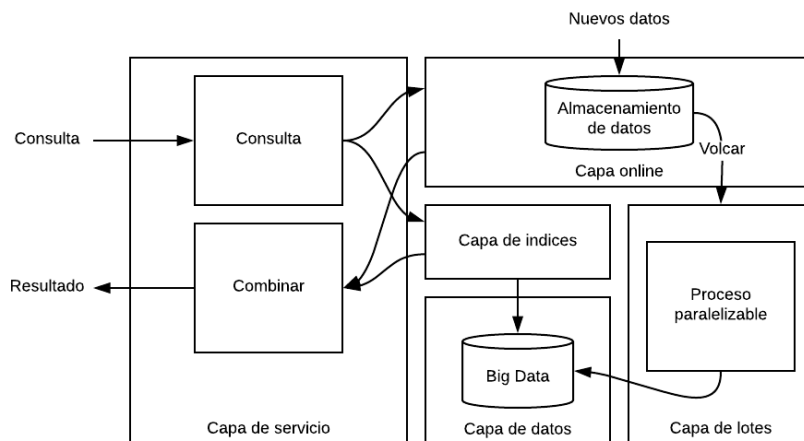 Nuevos datos
Almacenamiento
de datos
Volcar
Capa online
Consulta
Consulta
Capa de indices
Resultado
Combinar
Proceso
paralelizable
Big Data
Capa de servicio
Capa de datos
Capa de lotes